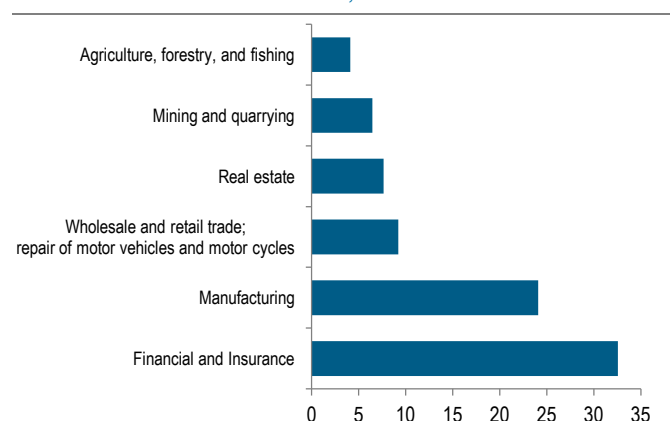 Agriculture, forestry, and fishing
Mining and quarrying
Real estate
Wholesale and retail trade;
repair of motor vehicles and motor cycles
Manufacturing
Financial and Insurance
0 5 10 15 20 25 30 35